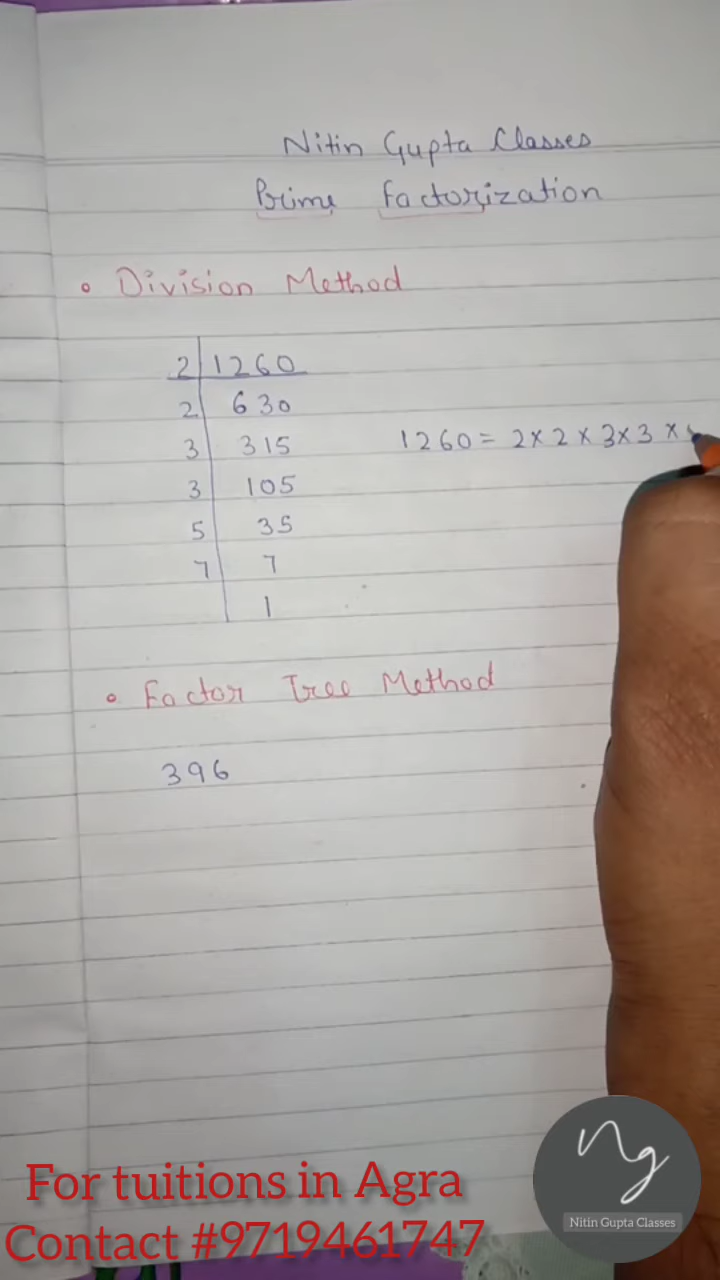 Nitin Gupta Classes
Prime Factorization
• Division Method
2 | 1260
2 | 630
3 | 315
3 | 105
5 | 35
7 | 7
| 1
1260 = 2 × 2 × 3 × 3 ×
• Factor Tree Method
396
For tuitions in Agra
Contact #9719461747
ng
Nitin Gupta Classes